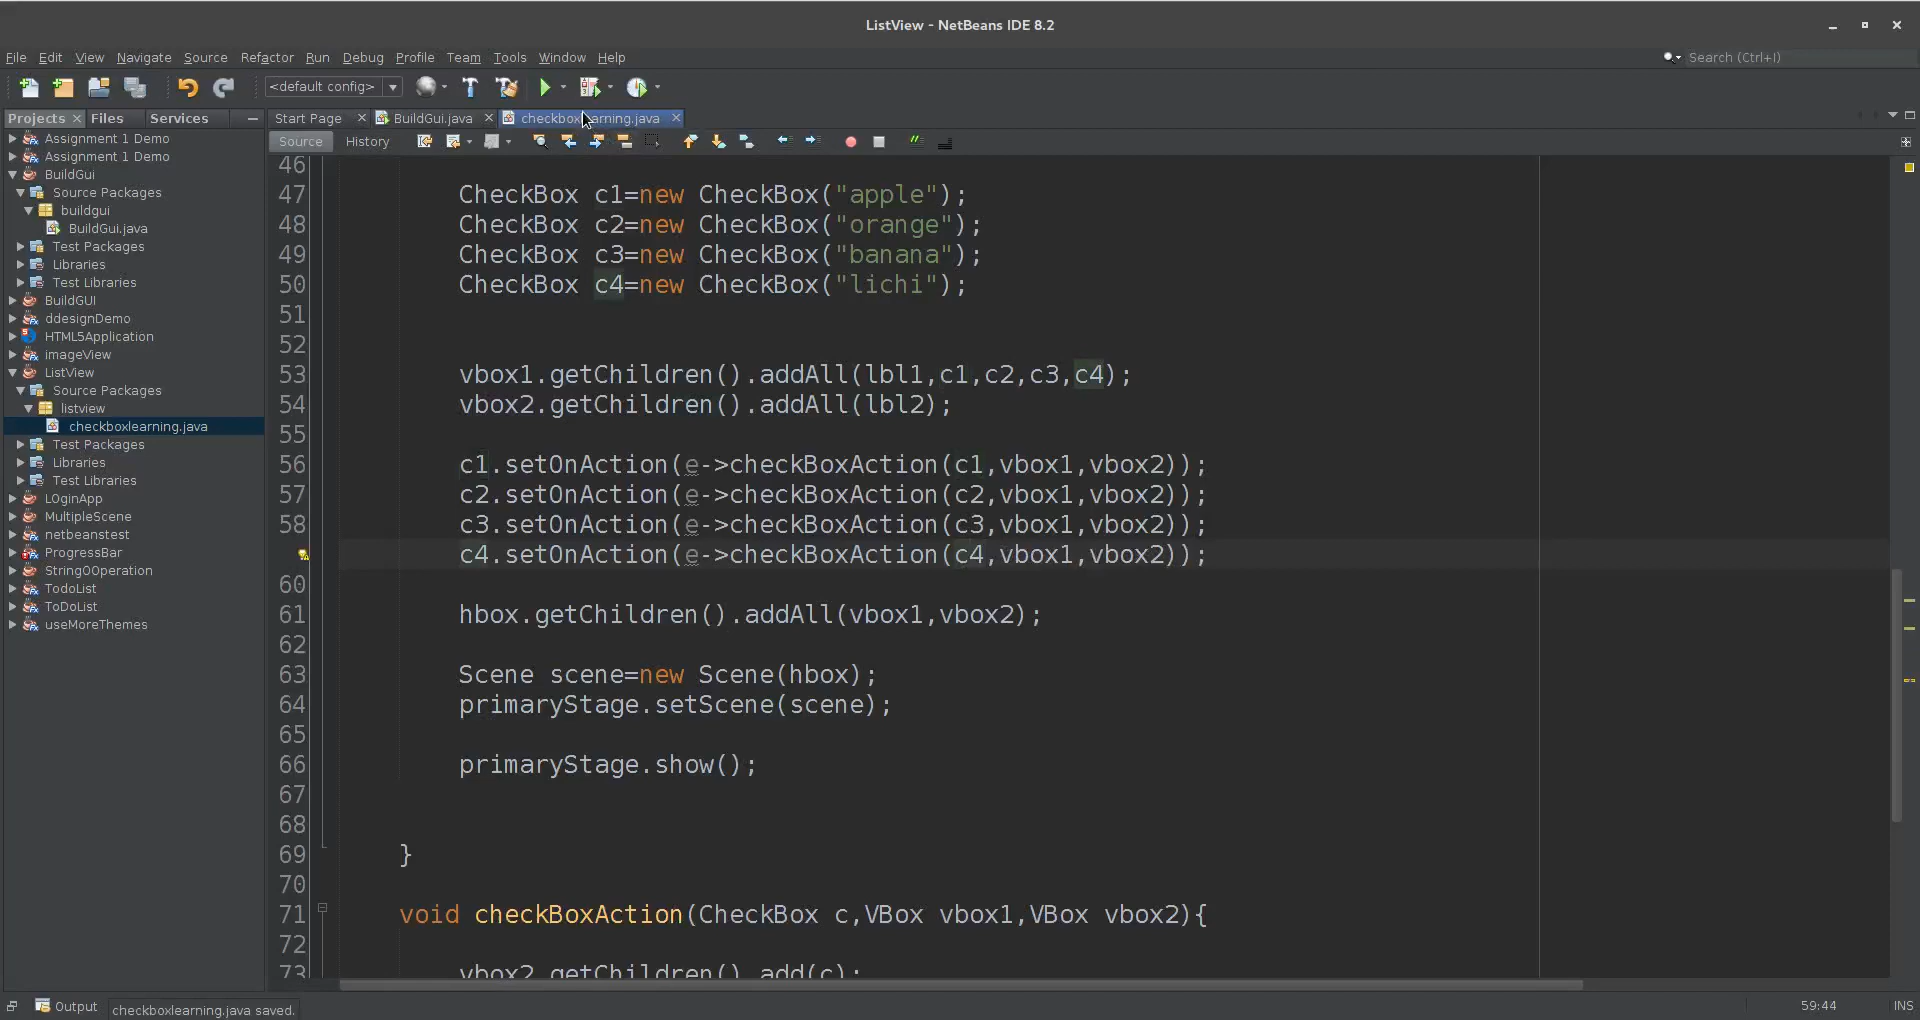 ListView - NetBeans IDE 8.2
File Edit View Navigate Source Refactor Run Debug Profile Team Tools Window Help
Search (Ctrl+I)
<default config>
Projects Files Services
Start Page BuildGui.java checkboxlearning.java
Source History
Assignment 1 Demo
Assignment 1 Demo
BuildGui
Source Packages
buildgui
BuildGui.java
Test Packages
Libraries
Test Libraries
BuildGUI
ddesignDemo
HTML5Application
imageView
ListView
Source Packages
listview
checkboxlearning.java
Test Packages
Libraries
Test Libraries
LOginApp
MultipleScene
netbeanstest
ProgressBar
StringOOperation
TodoList
ToDoList
useMoreThemes
46
47 CheckBox c1=new CheckBox("apple");
48 CheckBox c2=new CheckBox("orange");
49 CheckBox c3=new CheckBox("banana");
50 CheckBox c4=new CheckBox("lichi");
51
52
53 vbox1.getChildren().addAll(lbl1,c1,c2,c3,c4);
54 vbox2.getChildren().addAll(lbl2);
55
56 c1.setOnAction(e->checkBoxAction(c1,vbox1,vbox2));
57 c2.setOnAction(e->checkBoxAction(c2,vbox1,vbox2));
58 c3.setOnAction(e->checkBoxAction(c3,vbox1,vbox2));
c4.setOnAction(e->checkBoxAction(c4,vbox1,vbox2));
60
61 hbox.getChildren().addAll(vbox1,vbox2);
62
63 Scene scene=new Scene(hbox);
64 primaryStage.setScene(scene);
65
66 primaryStage.show();
67
68
69 }
70
71 void checkBoxAction(CheckBox c,VBox vbox1,VBox vbox2){
72
73 vbox2.getChildren().add(c);
Output checkboxlearning.java saved. 59:44 INS